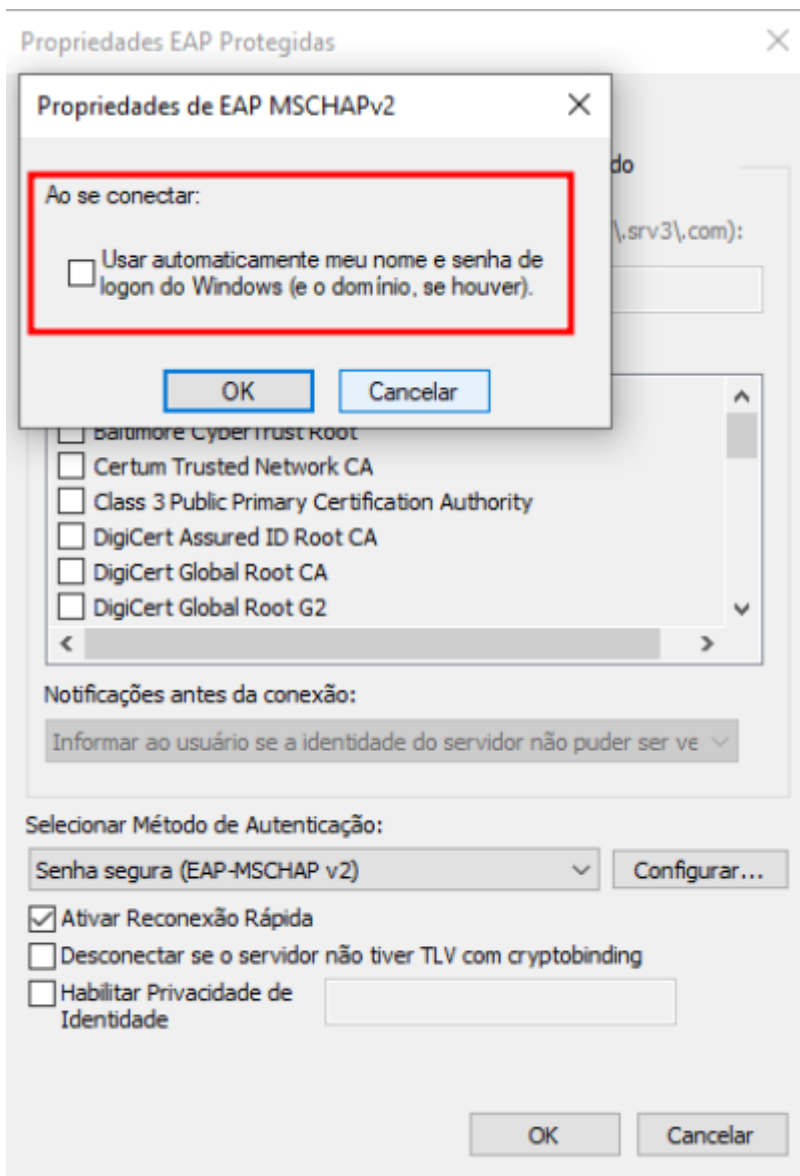 Propriedades EAP Protegidas
Propriedades de EAP MSCHAPv2
do
Ao se conectar:
\.srv3\.com):
Usar automaticamente meu nome e senha de
logon do Windows (e o domínio, se houver).
OK
Cancelar
Baltimore CyberTrust Root
Certum Trusted Network CA
Class 3 Public Primary Certification Authority
DigiCert Assured ID Root CA
DigiCert Global Root CA
DigiCert Global Root G2
Notificações antes da conexão:
Informar ao usuário se a identidade do servidor não puder ser ve
Selecionar Método de Autenticação:
Senha segura (EAP-MSCHAP v2)
Configurar...
Ativar Reconexão Rápida
Desconectar se o servidor não tiver TLV com cryptobinding
Habilitar Privacidade de
Identidade
OK
Cancelar